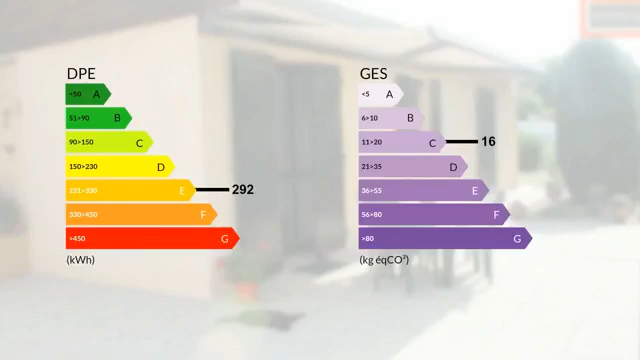 DPE
<50 A
51>90 B
90>150 C
150>230 D
231>330 E
292
330>450 F
>450 G
(kWh)
GES
<5 A
6>10 B
11>20 C
16
21>35 D
36>55 E
56>80 F
>80 G
(kg éqCO²)